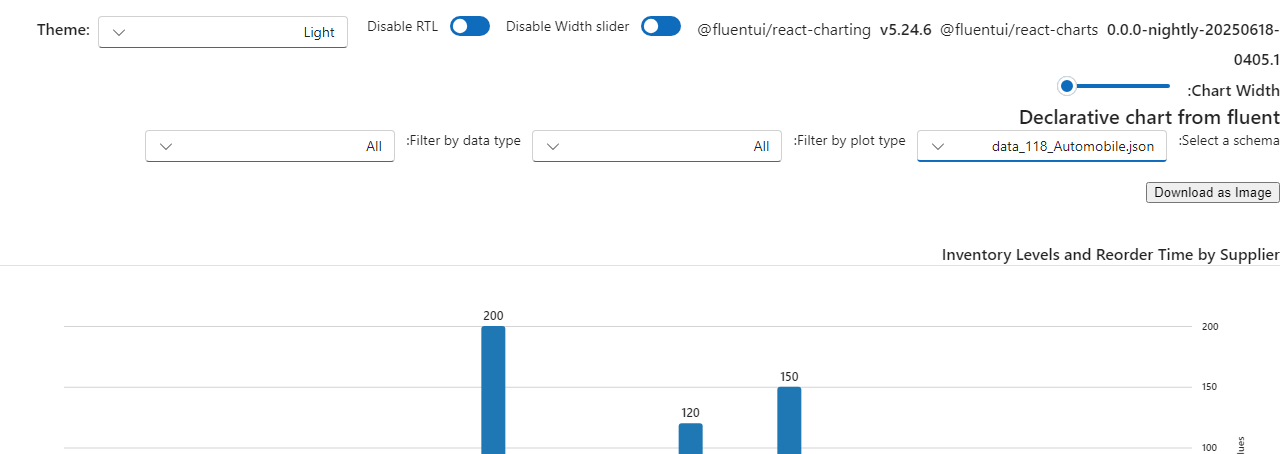 Theme: Light Disable RTL Disable Width slider @fluentui/react-charting v5.24.6 @fluentui/react-charts 0.0.0-nightly-20250618-
0405.1
:Chart Width
Declarative chart from fluent
:Select a schema data_118_Automobile.json :Filter by plot type All :Filter by data type All
Download as Image
Inventory Levels and Reorder Time by Supplier
200
200
150
150
120
100